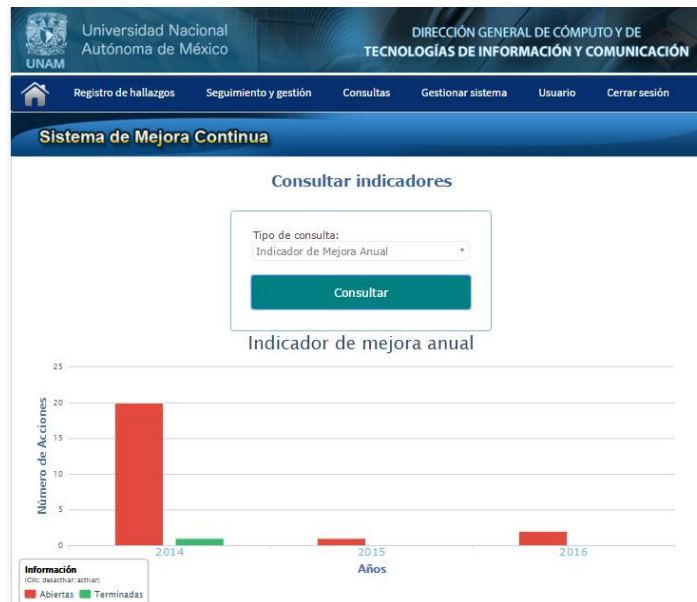 Universidad Nacional
Autónoma de México
UNAM
DIRECCIÓN GENERAL DE CÓMPUTO Y DE
TECNOLOGÍAS DE INFORMACIÓN Y COMUNICACIÓN
Registro de hallazgos Seguimiento y gestión Consultas Gestionar sistema Usuario Cerrar sesión
Sistema de Mejora Continua
Consultar indicadores
Tipo de consulta:
Indicador de Mejora Anual
Consultar
Indicador de mejora anual
25
20
15
10
5
0
Número de Acciones
2014 2015 2016
Años
Información
(Clic: desactivar; activar)
Abiertas Terminadas